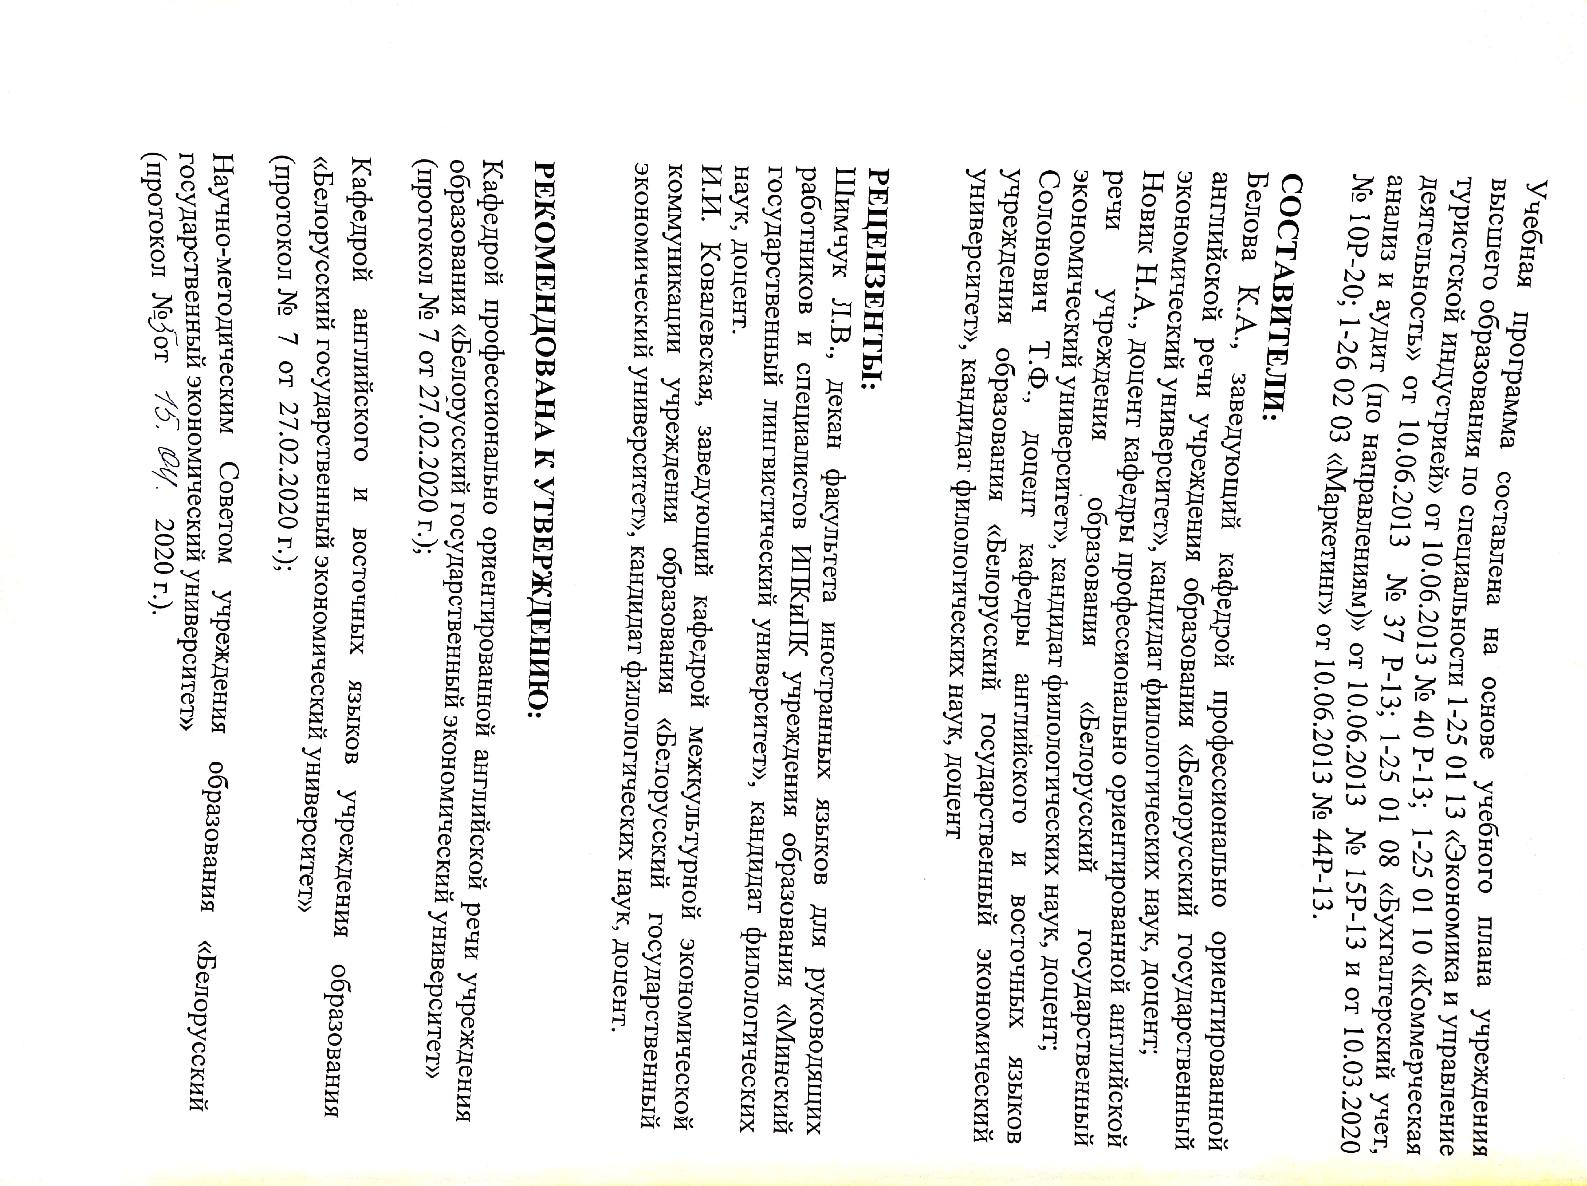 Учебная программа составлена на основе учебного плана учреждения
высшего образования по специальности 1-25 01 13 «Экономика и управление
туристской индустрией» от 10.06.2013 № 40 Р-13; 1-25 01 10 «Коммерческая
деятельность» от 10.06.2013 № 37 Р-13; 1-25 01 08 «Бухгалтерский учет,
анализ и аудит (по направлениям)» от 10.06.2013 № 15Р-13 и от 10.03.2020
№ 10Р-20; 1-26 02 03 «Маркетинг» от 10.06.2013 № 44Р-13.
СОСТАВИТЕЛИ:
Белова К.А., заведующий кафедрой профессионально ориентированной
английской речи учреждения образования «Белорусский государственный
экономический университет», кандидат филологических наук, доцент;
Новик Н.А., доцент кафедры профессионально ориентированной английской
речи учреждения образования «Белорусский государственный
экономический университет», кандидат филологических наук, доцент;
Солонович Т.Ф., доцент кафедры английского и восточных языков
учреждения образования «Белорусский государственный экономический
университет», кандидат филологических наук, доцент
РЕЦЕНЗЕНТЫ:
Шимчук Л.В., декан факультета иностранных языков для руководящих
работников и специалистов ИПКиПК учреждения образования «Минский
государственный лингвистический университет», кандидат филологических
наук, доцент.
И.И. Ковалевская, заведующий кафедрой межкультурной экономической
коммуникации учреждения образования «Белорусский государственный
экономический университет», кандидат филологических наук, доцент.
РЕКОМЕНДОВАНА К УТВЕРЖДЕНИЮ:
Кафедрой профессионально ориентированной английской речи учреждения
образования «Белорусский государственный экономический университет»
(протокол № 7 от 27.02.2020 г.);
Кафедрой английского и восточных языков учреждения образования
«Белорусский государственный экономический университет»
(протокол № 7 от 27.02.2020 г.);
Научно-методическим Советом учреждения образования «Белорусский
государственный экономический университет»
(протокол №5 от 15.04. 2020 г.).